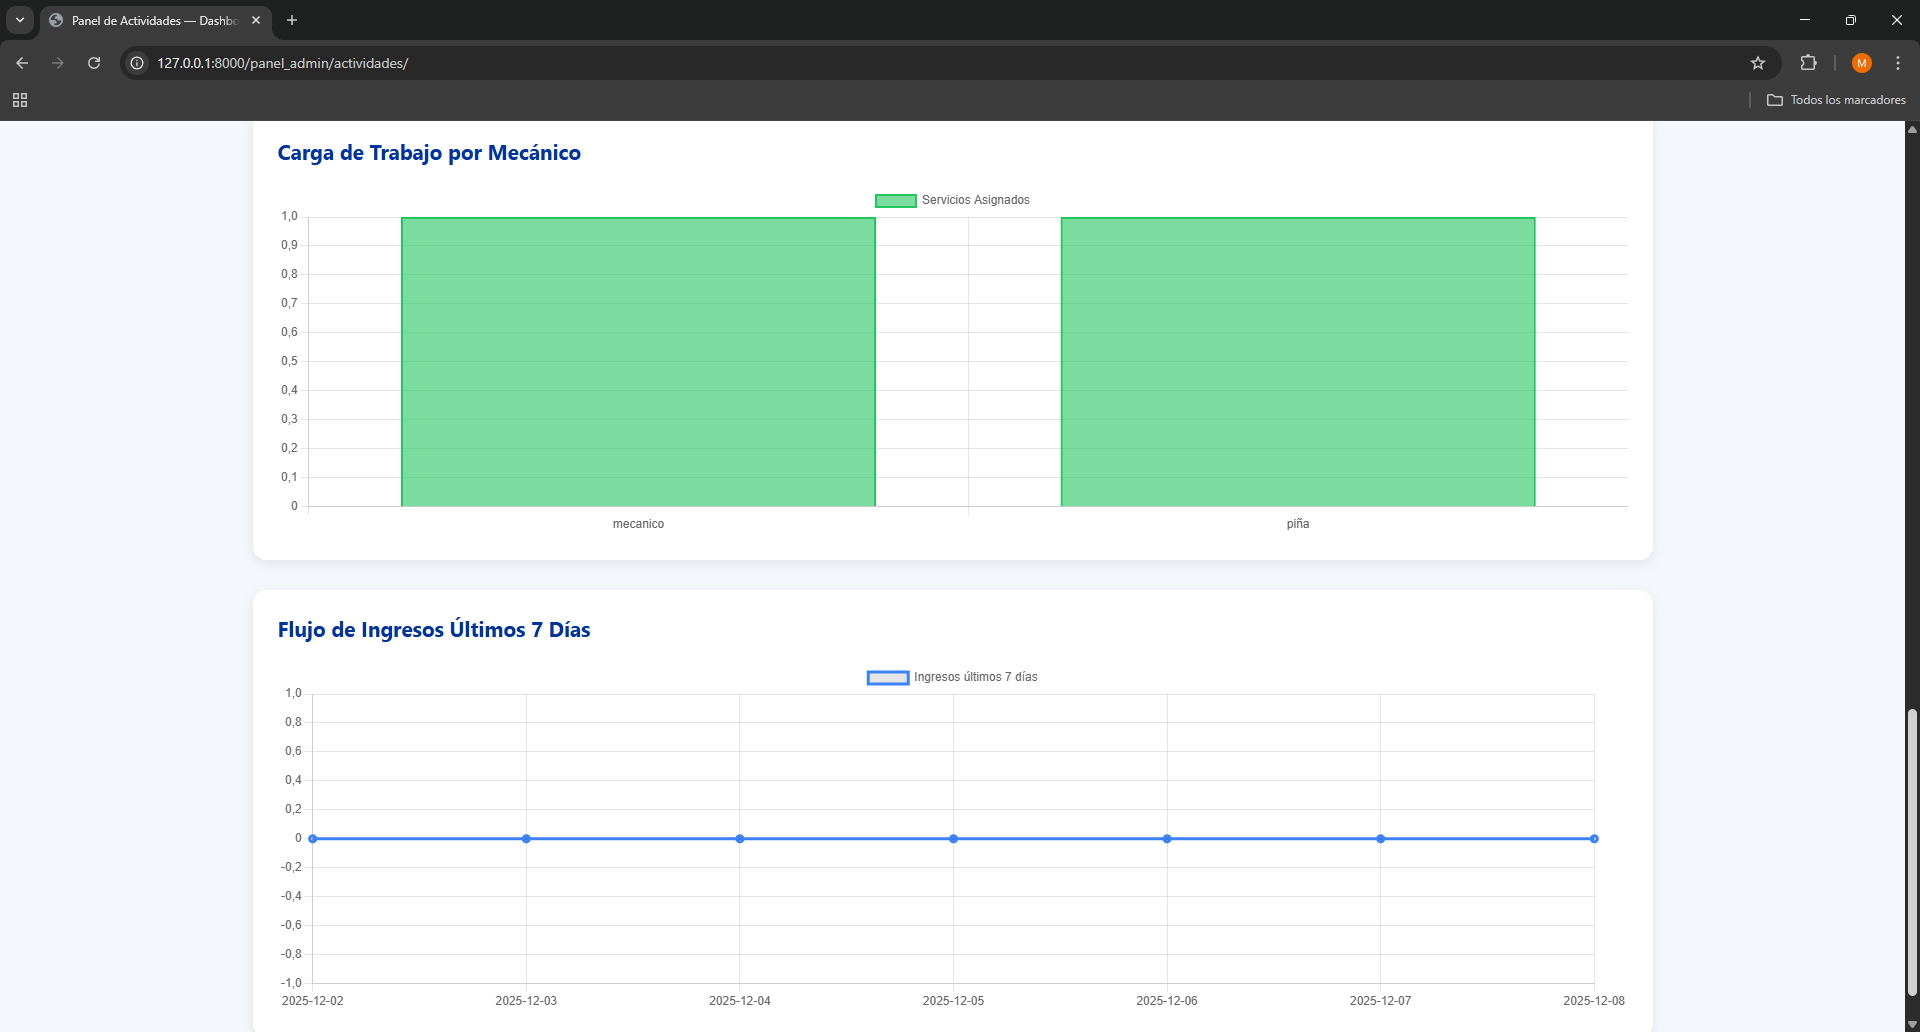 Panel de Actividades — Dashbo
127.0.0.1:8000/panel_admin/actividades/
M
Todos los marcadores
Carga de Trabajo por Mecánico
Servicios Asignados
1,0
0,9
0,8
0,7
0,6
0,5
0,4
0,3
0,2
0,1
0
mecanico piña
Flujo de Ingresos Últimos 7 Días
Ingresos últimos 7 días
1,0
0,8
0,6
0,4
0,2
0
-0,2
-0,4
-0,6
-0,8
-1,0
2025-12-02 2025-12-03 2025-12-04 2025-12-05 2025-12-06 2025-12-07 2025-12-08